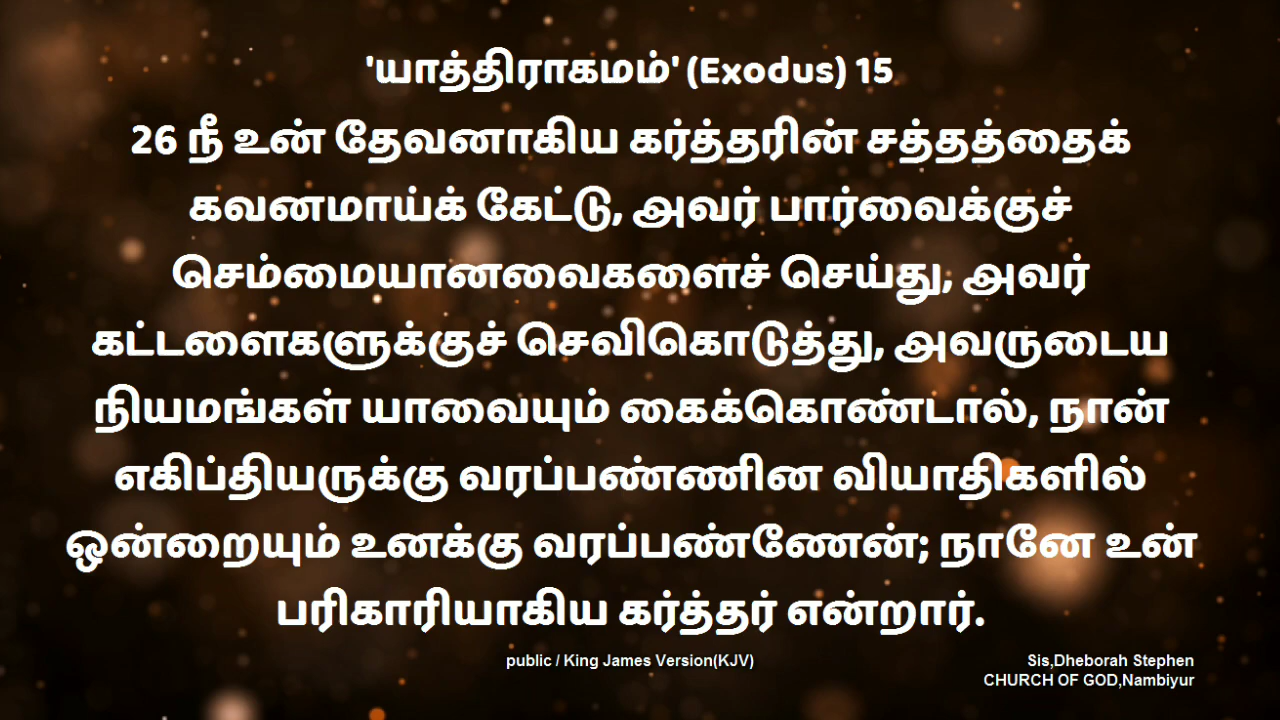 'யாத்திராகமம்' (Exodus) 15
26 நீ உன் தேவனாகிய கர்த்தரின் சத்தத்தைக்
கவனமாய்க் கேட்டு, அவர் பார்வைக்குச்
செம்மையானவைகளைச் செய்து, அவர்
கட்டளைகளுக்குச் செவிகொடுத்து, அவருடைய
நியமங்கள் யாவையும் கைக்கொண்டால், நான்
எகிப்தியருக்கு வரப்பண்ணின வியாதிகளில்
ஒன்றையும் உனக்கு வரப்பண்ணேன்; நானே உன்
பரிகாரியாகிய கர்த்தர் என்றார்.
public / King James Version(KJV)
Sis,Dheborah Stephen
CHURCH OF GOD,Nambiyur